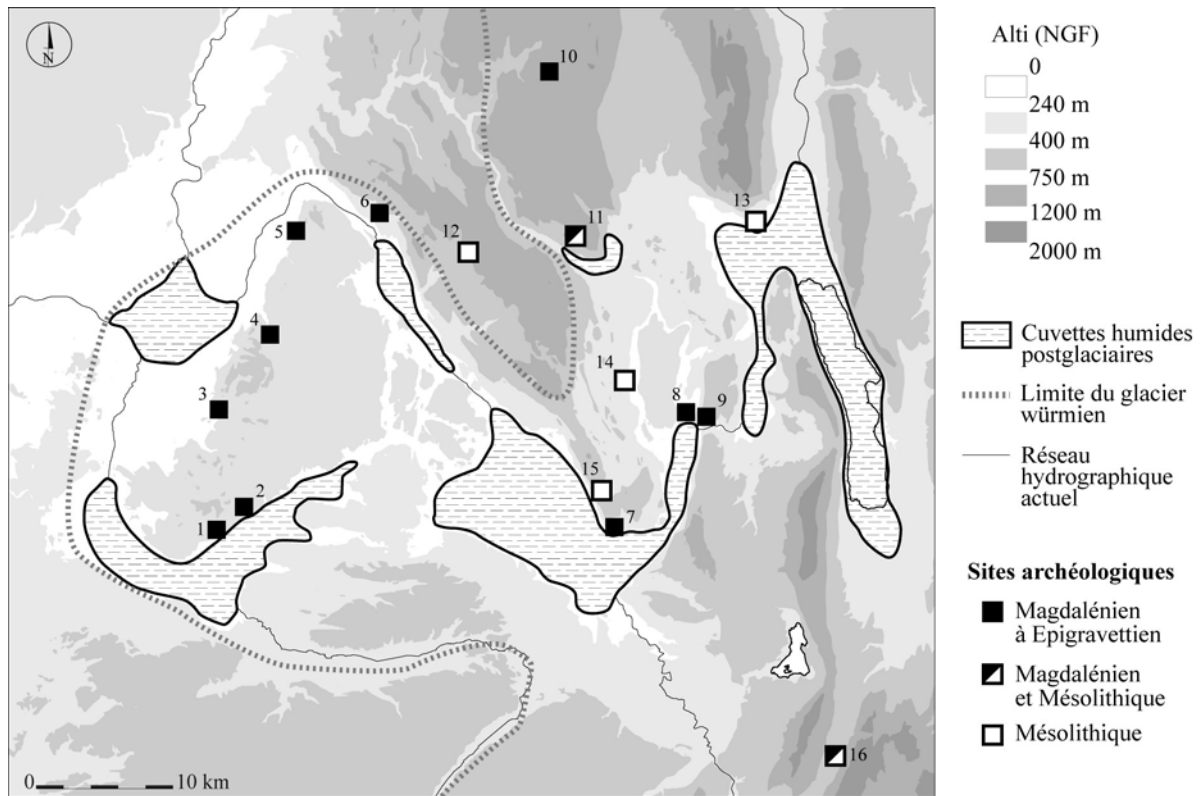 N
10
11
6
5
12
13
4
14
3
8
9
15
2
1
7
16
0
10 km
Alti (NGF)
0
240 m
400 m
750 m
1200 m
2000 m
Cuvettes humides
postglaciaires
Limite du glacier
würmien
Réseau
hydrographique
actuel
Sites archéologiques
Magdalénien
à Epigravettien
Magdalénien
et Mésolithique
Mésolithique